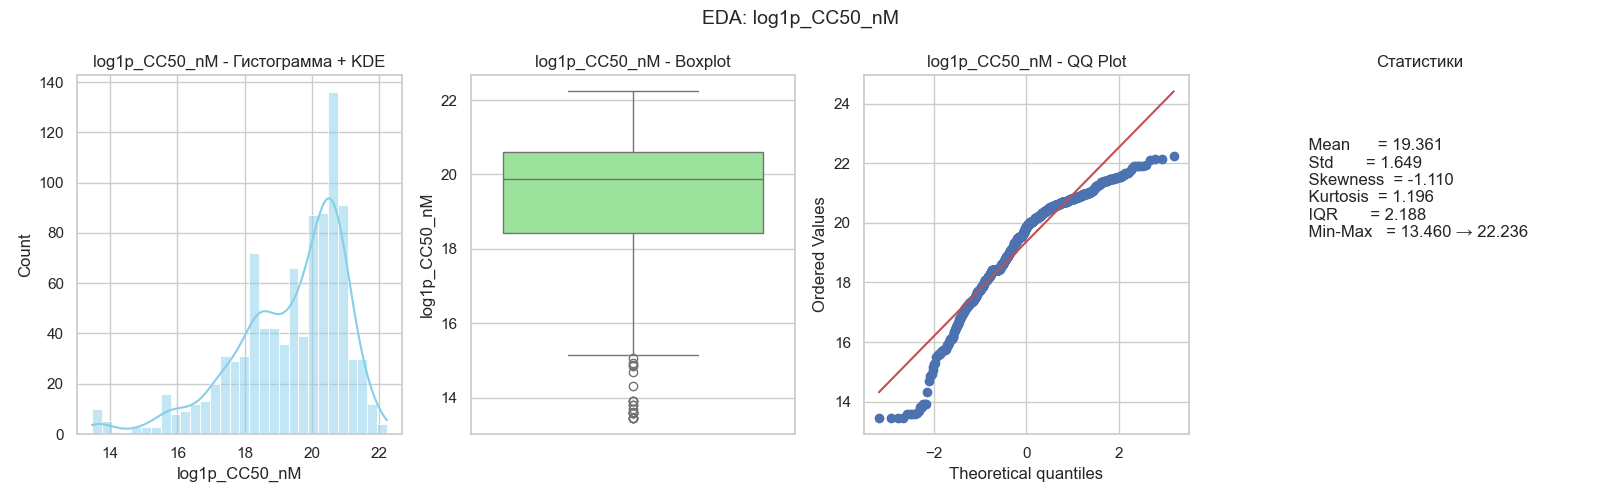 EDA: log1p_CC50_nM
log1p_CC50_nM - Гистограмма + KDE
140
120
100
80
60
40
20
0
Count
14
16
18
20
22
log1p_CC50_nM
log1p_CC50_nM - Boxplot
22
20
18
16
14
log1p_CC50_nM
log1p_CC50_nM - QQ Plot
24
22
20
18
16
14
Ordered Values
−2
0
2
Theoretical quantiles
Статистики
Mean = 19.361
Std = 1.649
Skewness = -1.110
Kurtosis = 1.196
IQR = 2.188
Min-Max = 13.460 → 22.236